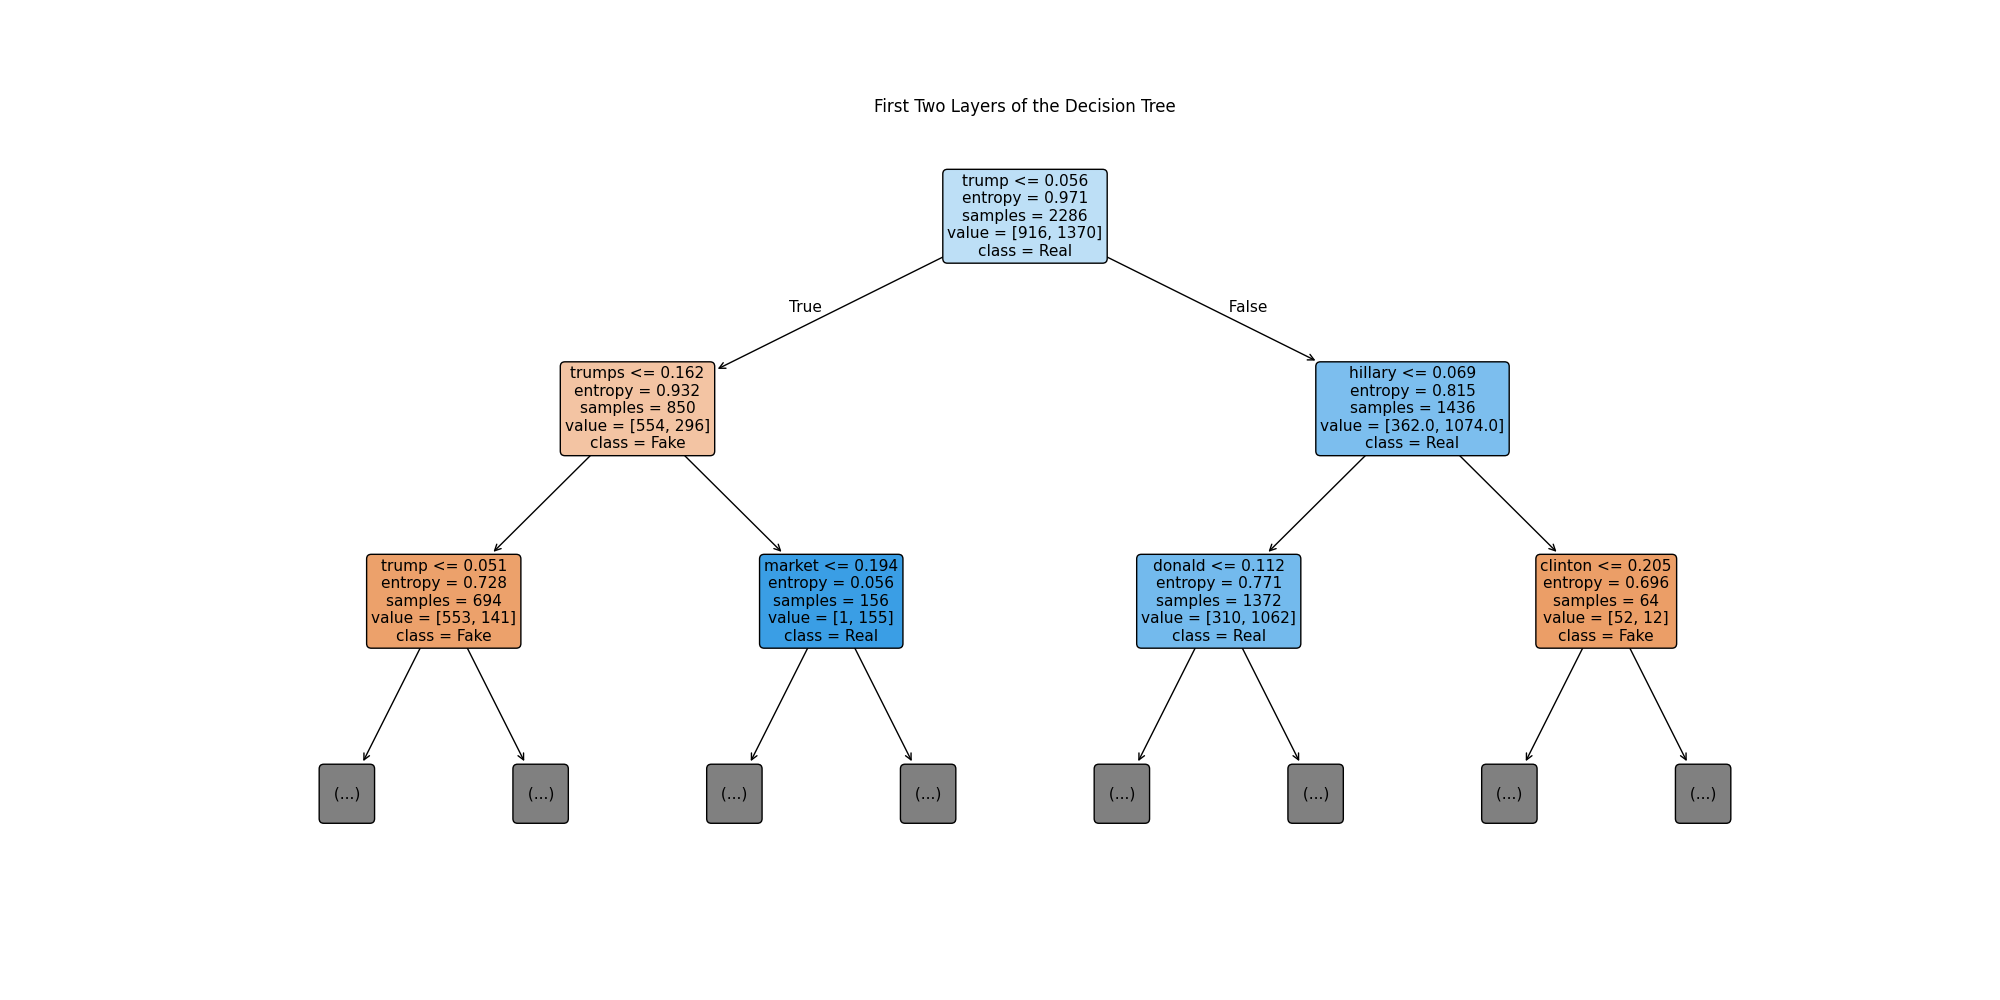 First Two Layers of the Decision Tree
trump <= 0.056
entropy = 0.971
samples = 2286
value = [916, 1370]
class = Real
True
False
trumps <= 0.162
entropy = 0.932
samples = 850
value = [554, 296]
class = Fake
hillary <= 0.069
entropy = 0.815
samples = 1436
value = [362.0, 1074.0]
class = Real
trump <= 0.051
entropy = 0.728
samples = 694
value = [553, 141]
class = Fake
market <= 0.194
entropy = 0.056
samples = 156
value = [1, 155]
class = Real
donald <= 0.112
entropy = 0.771
samples = 1372
value = [310, 1062]
class = Real
clinton <= 0.205
entropy = 0.696
samples = 64
value = [52, 12]
class = Fake
(...)
(...)
(...)
(...)
(...)
(...)
(...)
(...)